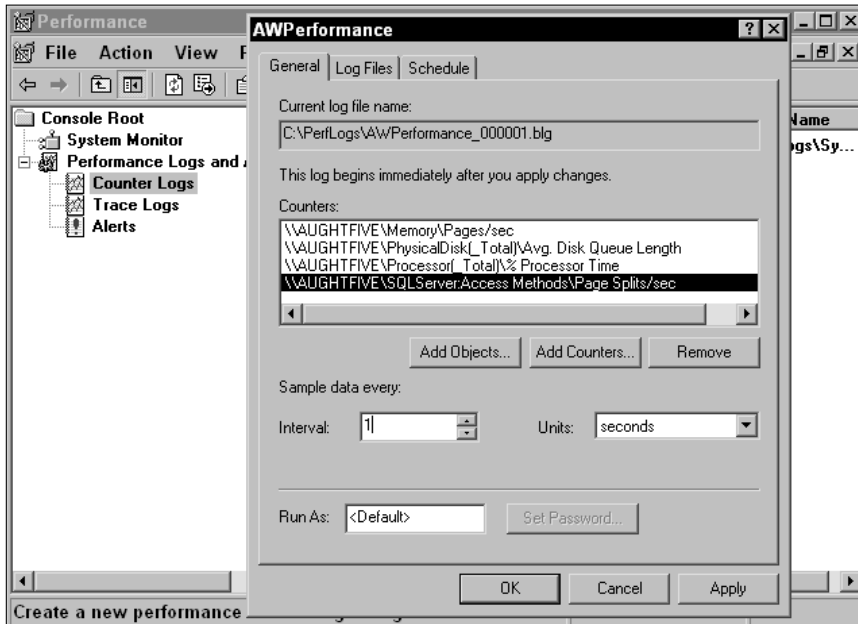 Performance
File Action View F
Console Root
System Monitor
Performance Logs and A
Counter Logs
Trace Logs
Alerts
Name
ogs\Sy...
AWPerformance
General Log Files Schedule
Current log file name:
C:\PerfLogs\AWPerformance_000001.blg
This log begins immediately after you apply changes.
Counters:
\\AUGHTFIVE\Memory\Pages/sec
\\AUGHTFIVE\PhysicalDisk(_Total)\Avg. Disk Queue Length
\\AUGHTFIVE\Processor(_Total)\% Processor Time
\\AUGHTFIVE\SQLServer:Access Methods\Page Splits/sec
Add Objects... Add Counters... Remove
Sample data every:
Interval: 1 Units: seconds
Run As: <Default> Set Password...
OK Cancel Apply
Create a new performance